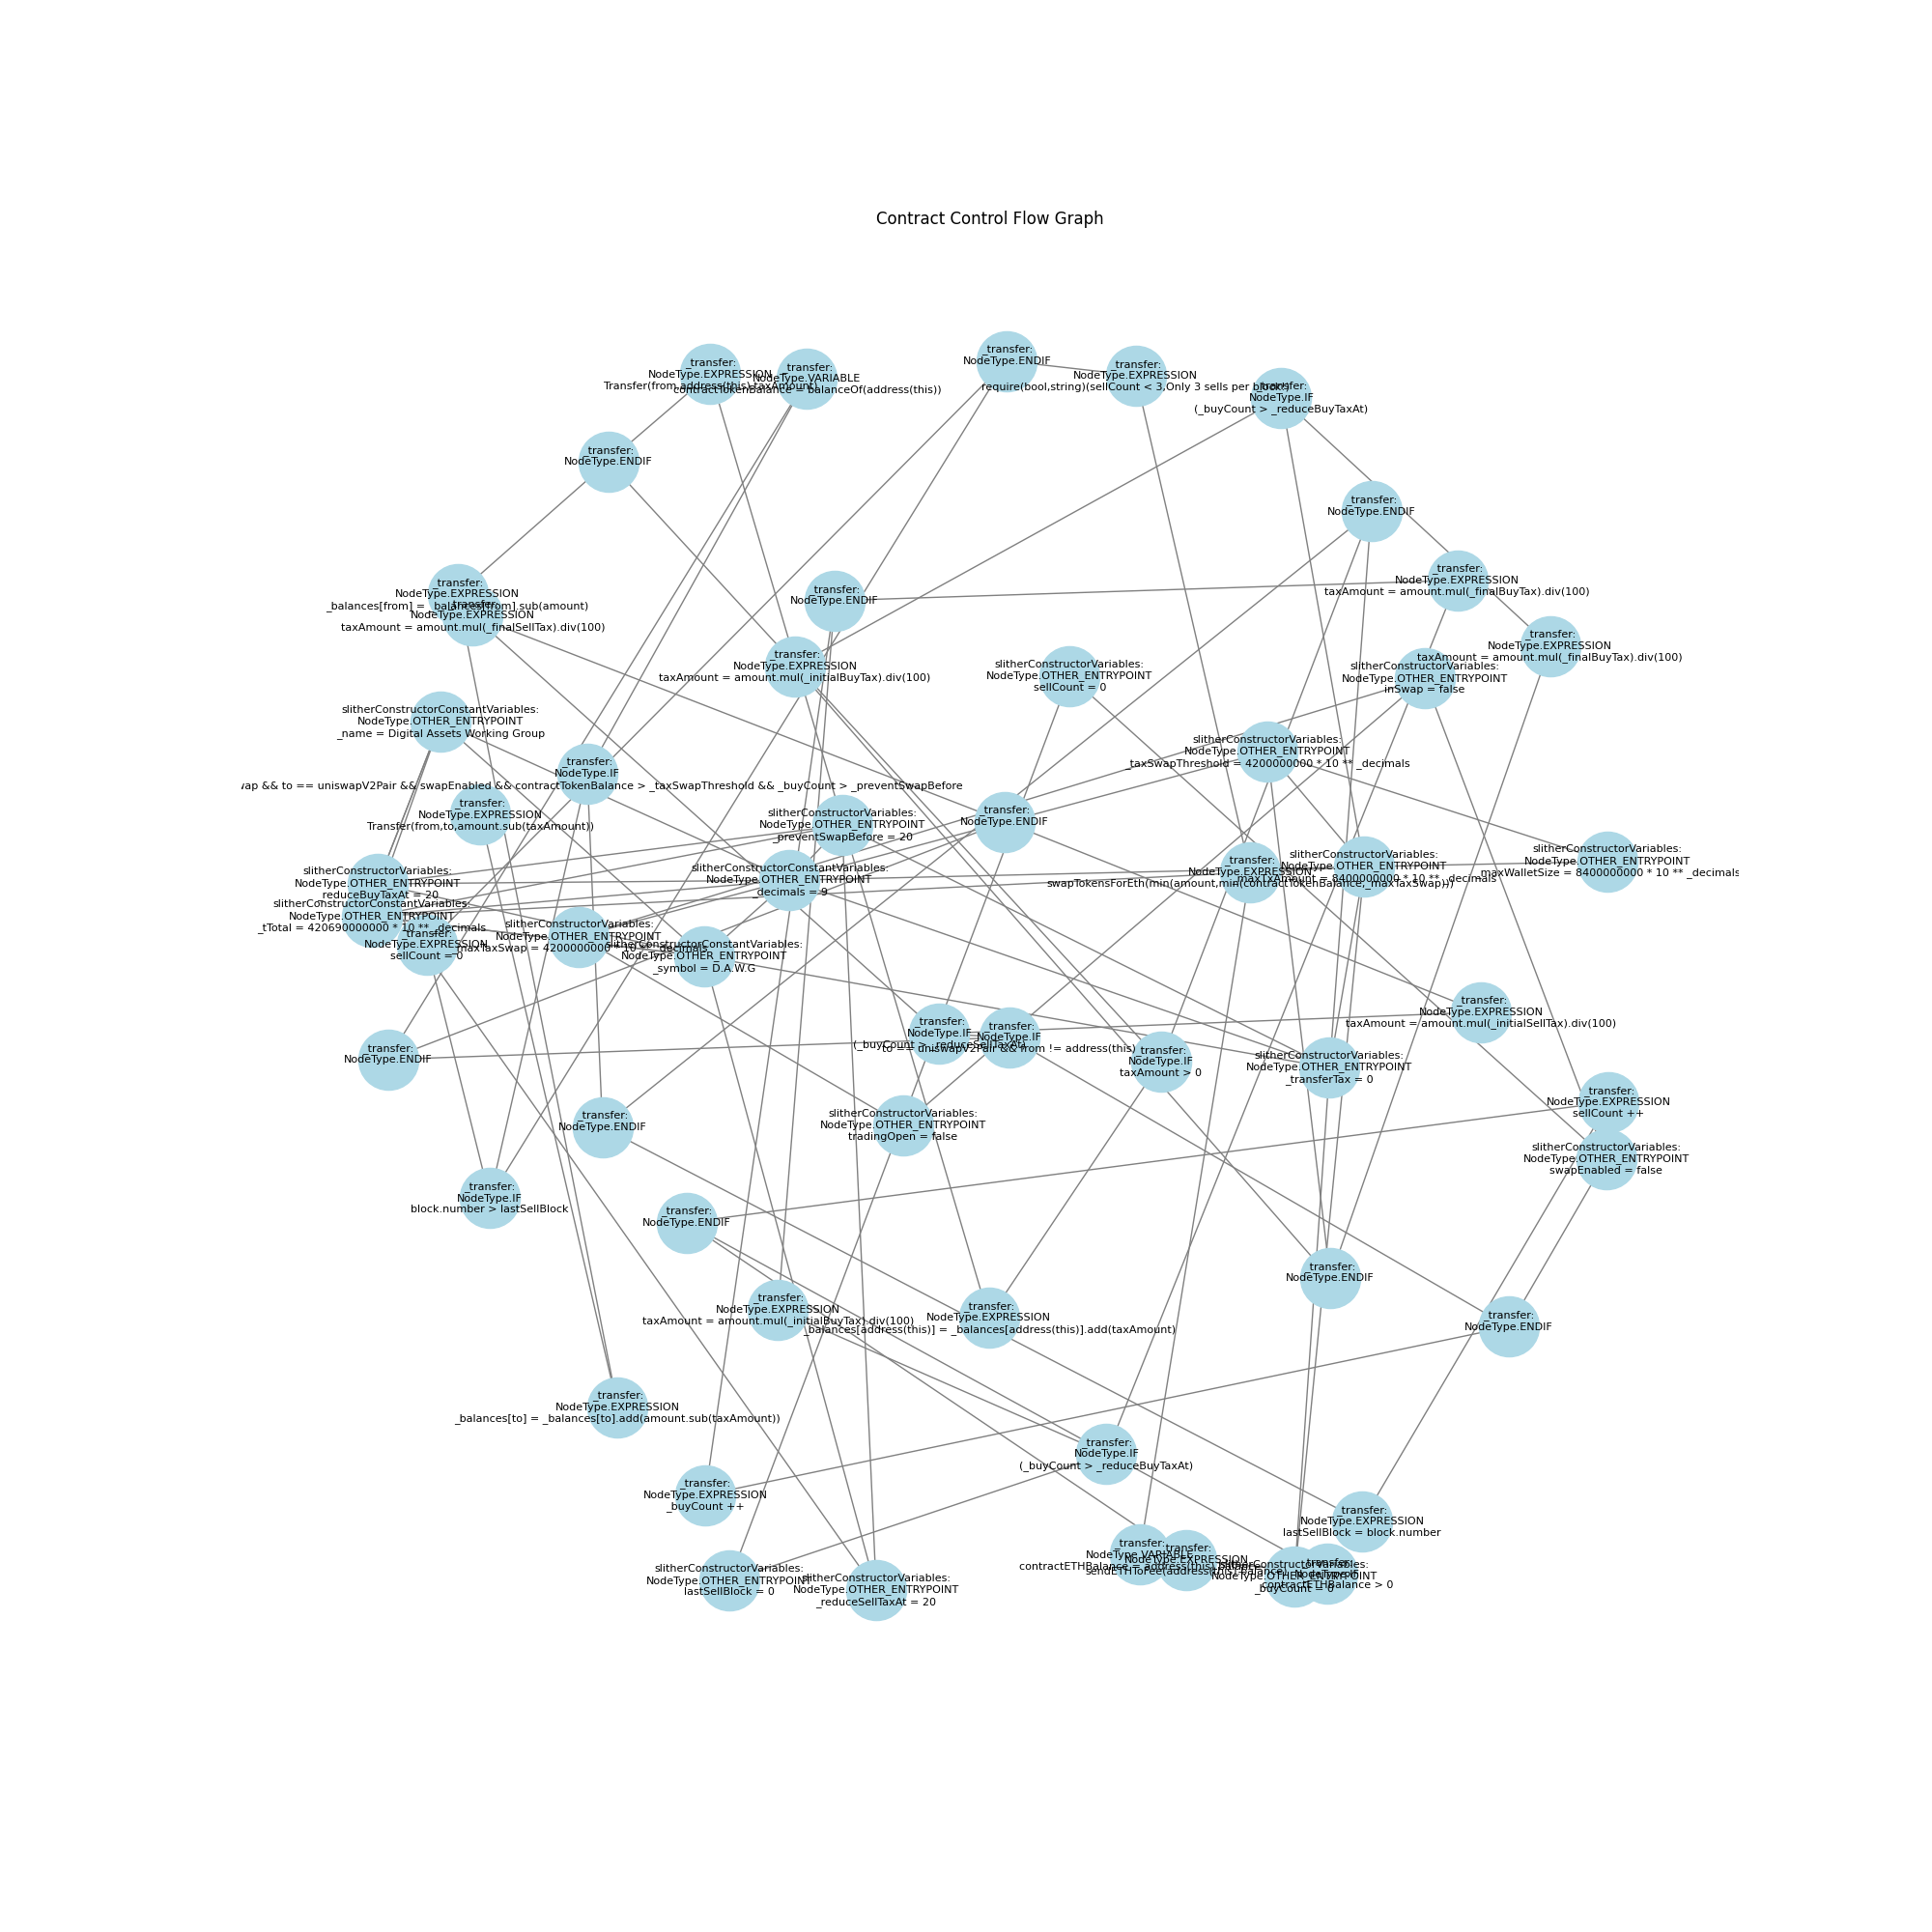 Contract Control Flow Graph
_transfer:
NodeType.ENDIF
_transfer:
NodeType.EXPRESSION
Transfer(from,address(this),taxAmount)
_transfer:
NodeType.VARIABLE
contractTokenBalance = balanceOf(address(this))
_transfer:
NodeType.EXPRESSION
require(bool,string)(sellCount < 3,Only 3 sells per block!)
_transfer:
NodeType.IF
(_buyCount > _reduceBuyTaxAt)
_transfer:
NodeType.ENDIF
_transfer:
NodeType.ENDIF
_transfer:
NodeType.EXPRESSION
taxAmount = amount.mul(_finalBuyTax).div(100)
_transfer:
NodeType.EXPRESSION
_balances[from] = _balances[from].sub(amount)
_transfer:
NodeType.ENDIF
_transfer:
NodeType.EXPRESSION
taxAmount = amount.mul(_finalSellTax).div(100)
_transfer:
NodeType.EXPRESSION
taxAmount = amount.mul(_finalBuyTax).div(100)
_transfer:
NodeType.EXPRESSION
taxAmount = amount.mul(_initialBuyTax).div(100)
slitherConstructorVariables:
NodeType.OTHER_ENTRYPOINT
sellCount = 0
slitherConstructorVariables:
NodeType.OTHER_ENTRYPOINT
inSwap = false
slitherConstructorConstantVariables:
NodeType.OTHER_ENTRYPOINT
_name = Digital Assets Working Group
slitherConstructorVariables:
NodeType.OTHER_ENTRYPOINT
_taxSwapThreshold = 4200000000 * 10 ** _decimals
_transfer:
NodeType.IF
&& to == uniswapV2Pair && swapEnabled && contractTokenBalance > _taxSwapThreshold && _buyCount > _preventSwapBefore
_transfer:
NodeType.EXPRESSION
Transfer(from,to,amount.sub(taxAmount))
slitherConstructorVariables:
NodeType.OTHER_ENTRYPOINT
_preventSwapBefore = 20
_transfer:
NodeType.ENDIF
slitherConstructorVariables:
NodeType.OTHER_ENTRYPOINT
_maxWalletSize = 8400000000 * 10 ** _decimals
slitherConstructorVariables:
NodeType.OTHER_ENTRYPOINT
_maxTxAmount = 8400000000 * 10 ** _decimals
_transfer:
NodeType.EXPRESSION
swapTokensForEth(min(amount,min(contractTokenBalance,_maxTaxSwap)))
slitherConstructorVariables:
NodeType.OTHER_ENTRYPOINT
_reduceBuyTaxAt = 20
slitherConstructorConstantVariables:
NodeType.OTHER_ENTRYPOINT
_decimals = 9
slitherConstructorConstantVariables:
NodeType.OTHER_ENTRYPOINT
_tTotal = 420690000000 * 10 ** _decimals
_transfer:
NodeType.EXPRESSION
sellCount = 0
slitherConstructorVariables:
NodeType.OTHER_ENTRYPOINT
_maxTaxSwap = 4200000000 * 10 ** _decimals
slitherConstructorConstantVariables:
NodeType.OTHER_ENTRYPOINT
_symbol = D.A.W.G
_transfer:
NodeType.EXPRESSION
taxAmount = amount.mul(_initialSellTax).div(100)
_transfer:
NodeType.IF
(_buyCount > _reduceSellTaxAt)
_transfer:
NodeType.IF
to == uniswapV2Pair && from != address(this)
_transfer:
NodeType.ENDIF
_transfer:
NodeType.IF
taxAmount > 0
slitherConstructorVariables:
NodeType.OTHER_ENTRYPOINT
_transferTax = 0
_transfer:
NodeType.EXPRESSION
sellCount ++
_transfer:
NodeType.ENDIF
slitherConstructorVariables:
NodeType.OTHER_ENTRYPOINT
tradingOpen = false
slitherConstructorVariables:
NodeType.OTHER_ENTRYPOINT
swapEnabled = false
_transfer:
NodeType.IF
block.number > lastSellBlock
_transfer:
NodeType.ENDIF
_transfer:
NodeType.ENDIF
_transfer:
NodeType.EXPRESSION
taxAmount = amount.mul(_initialBuyTax).div(100)
_transfer:
NodeType.EXPRESSION
_balances[address(this)] = _balances[address(this)].add(taxAmount)
_transfer:
NodeType.ENDIF
_transfer:
NodeType.EXPRESSION
_balances[to] = _balances[to].add(amount.sub(taxAmount))
_transfer:
NodeType.IF
(_buyCount > _reduceBuyTaxAt)
_transfer:
NodeType.EXPRESSION
_buyCount ++
_transfer:
NodeType.EXPRESSION
lastSellBlock = block.number
_transfer:
NodeType.VARIABLE
contractETHBalance = address(this).balance
_transfer:
NodeType.EXPRESSION
sendETHToFee(address(this).balance)
slitherConstructorVariables:
NodeType.OTHER_ENTRYPOINT
_buyCount = 0
_transfer:
NodeType.IF
contractETHBalance > 0
slitherConstructorVariables:
NodeType.OTHER_ENTRYPOINT
lastSellBlock = 0
slitherConstructorVariables:
NodeType.OTHER_ENTRYPOINT
_reduceSellTaxAt = 20